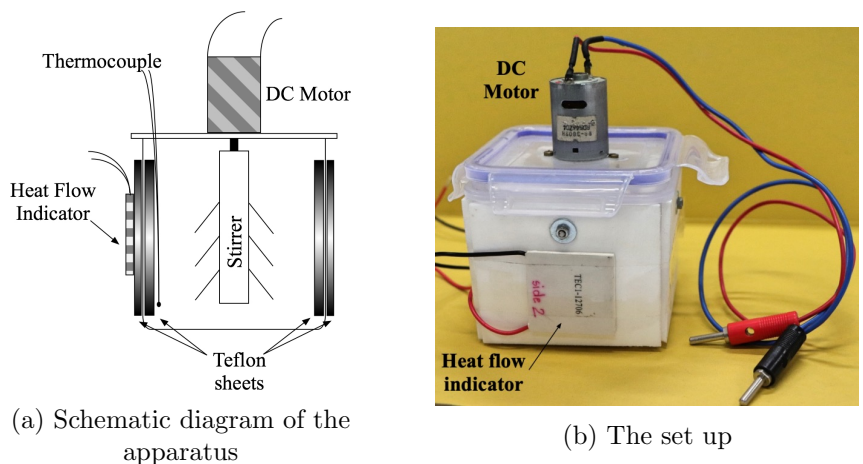 Thermocouple
DC Motor
Heat Flow
Indicator
Stirrer
Teflon
sheets
(a) Schematic diagram of the
apparatus
DC
Motor
TEC1-12706
side 2
Heat flow
indicator
(b) The set up